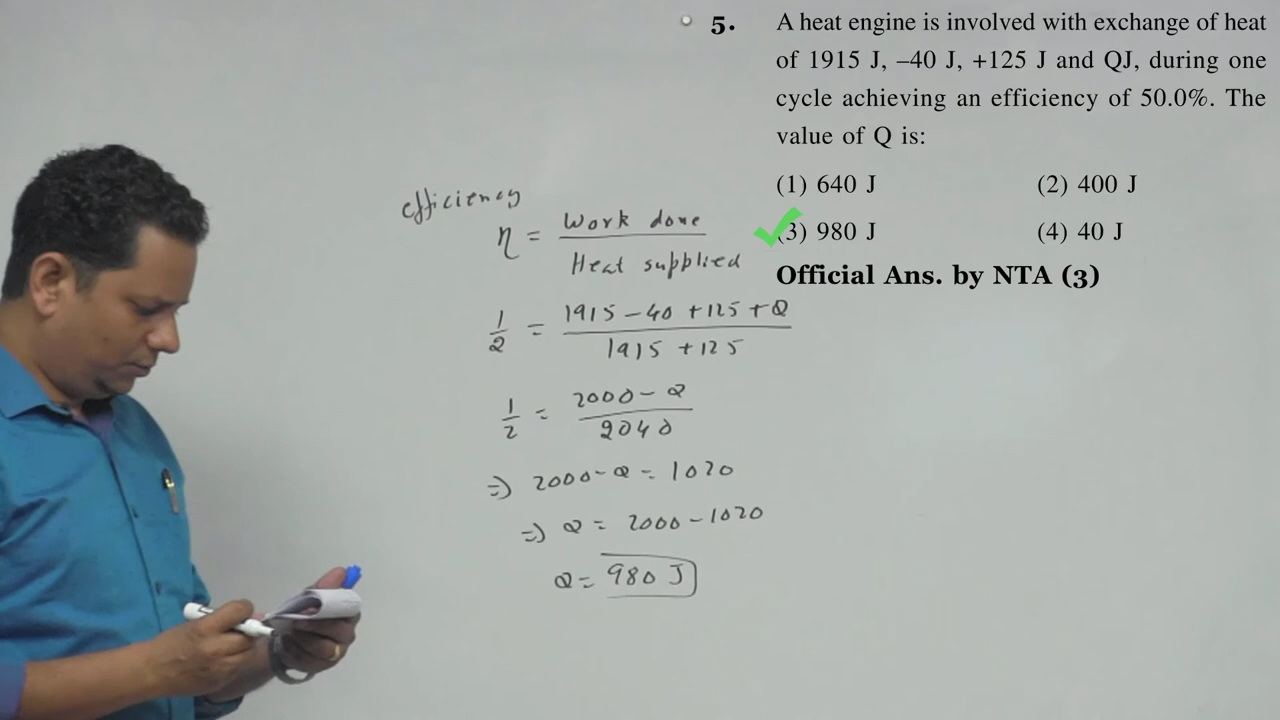 5. A heat engine is involved with exchange of heat
of 1915 J, –40 J, +125 J and QJ, during one
cycle achieving an efficiency of 50.0%. The
value of Q is:
(1) 640 J (2) 400 J
(3) 980 J (4) 40 J
Official Ans. by NTA (3)
efficiency
η = Work done / Heat supplied
1/2 = 1915 - 40 + 125 + Q / 1915 + 125
1/2 = 2000 - Q / 2040
=) 2000 - Q = 1020
=) Q = 2000 - 1020
Q = 980 J